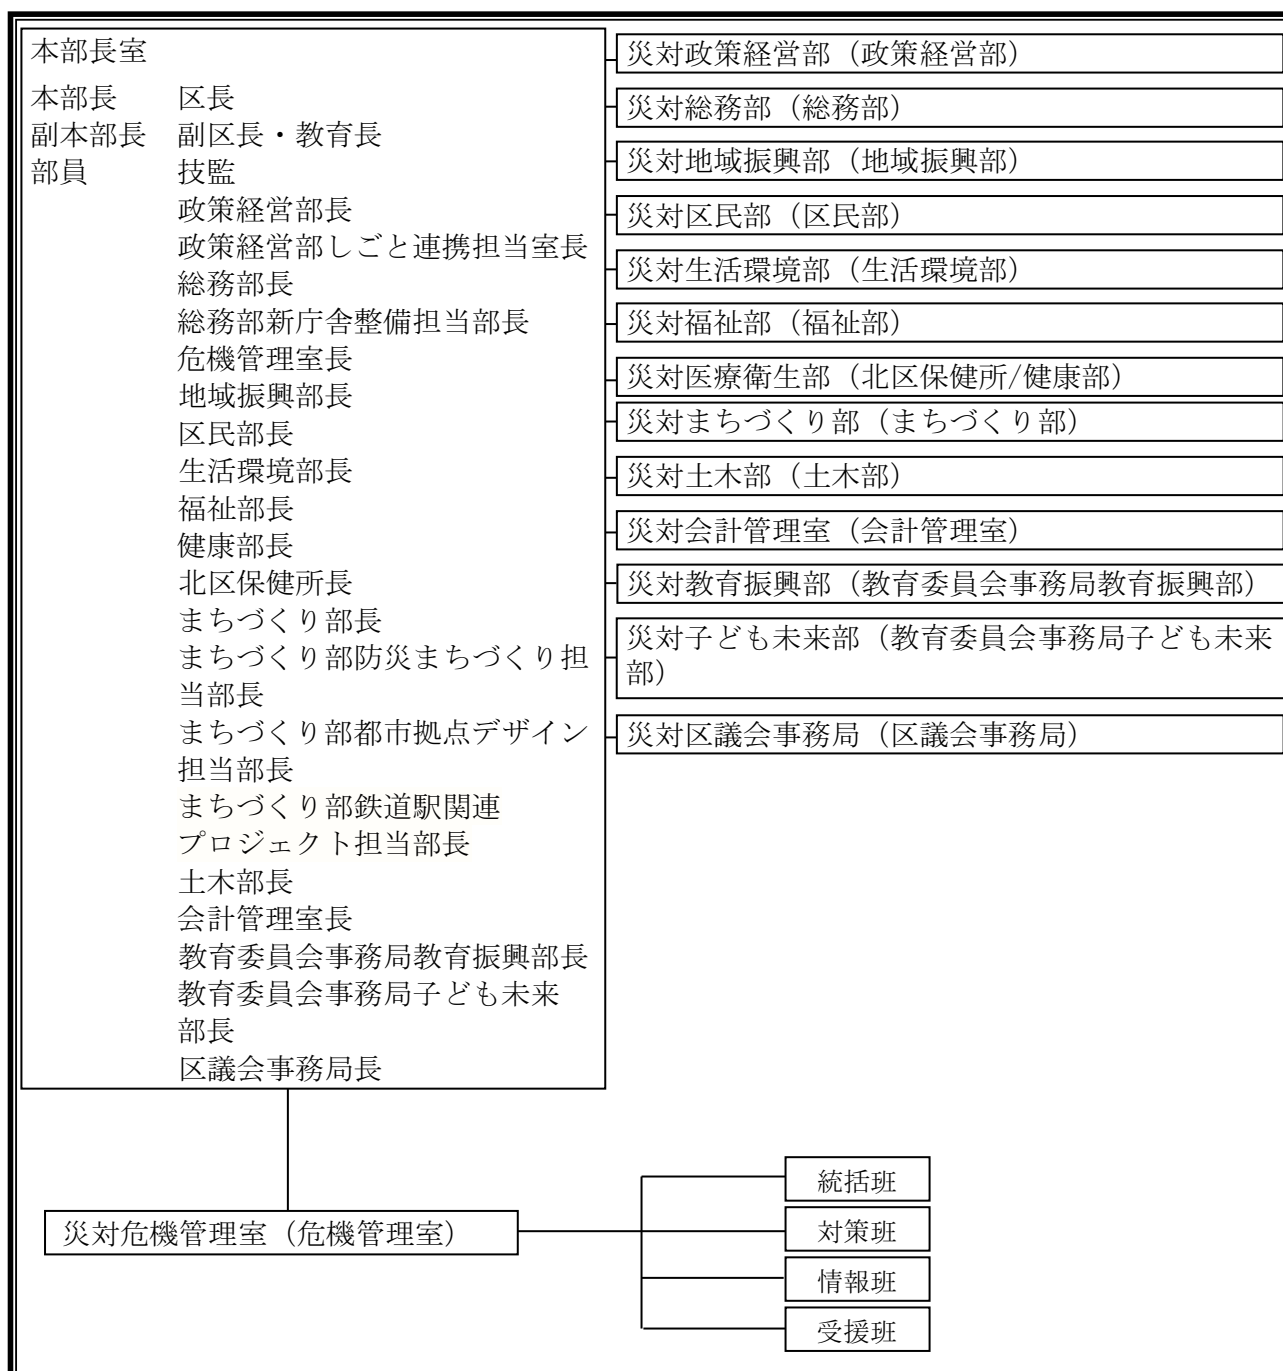 本部長室
本部長 区長
副本部長 副区長・教育長
部員 技監
政策経営部長
政策経営部しごと連携担当室長
総務部長
総務部新庁舎整備担当部長
危機管理室長
地域振興部長
区民部長
生活環境部長
福祉部長
健康部長
北区保健所長
まちづくり部長
まちづくり部防災まちづくり担
当部長
まちづくり部都市拠点デザイン
担当部長
まちづくり部鉄道駅関連
プロジェクト担当部長
土木部長
会計管理室長
教育委員会事務局教育振興部長
教育委員会事務局子ども未来
部長
区議会事務局長
災対政策経営部（政策経営部）
災対総務部（総務部）
災対地域振興部（地域振興部）
災対区民部（区民部）
災対生活環境部（生活環境部）
災対福祉部（福祉部）
災対医療衛生部（北区保健所/健康部）
災対まちづくり部（まちづくり部）
災対土木部（土木部）
災対会計管理室（会計管理室）
災対教育振興部（教育委員会事務局教育振興部）
災対子ども未来部（教育委員会事務局子ども未来
部）
災対区議会事務局（区議会事務局）
災対危機管理室（危機管理室）
統括班
対策班
情報班
受援班